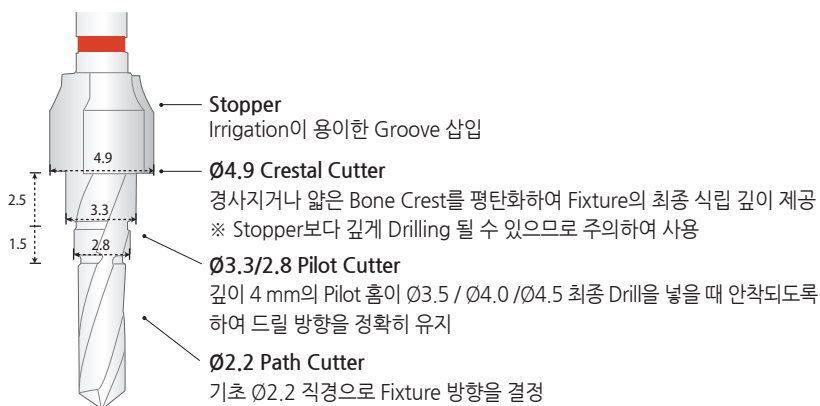 Stopper
Irrigation이 용이한 Groove 삽입
4.9
Ø4.9 Crestal Cutter
경사지거나 얇은 Bone Crest를 평탄화하여 Fixture의 최종 식립 깊이 제공
2.5
3.3
※ Stopper보다 깊게 Drilling 될 수 있으므로 주의하여 사용
1.5
2.8
Ø3.3/2.8 Pilot Cutter
깊이 4 mm의 Pilot 홈이 Ø3.5 / Ø4.0 /Ø4.5 최종 Drill을 넣을 때 안착되도록
하여 드릴 방향을 정확히 유지
Ø2.2 Path Cutter
기초 Ø2.2 직경으로 Fixture 방향을 결정